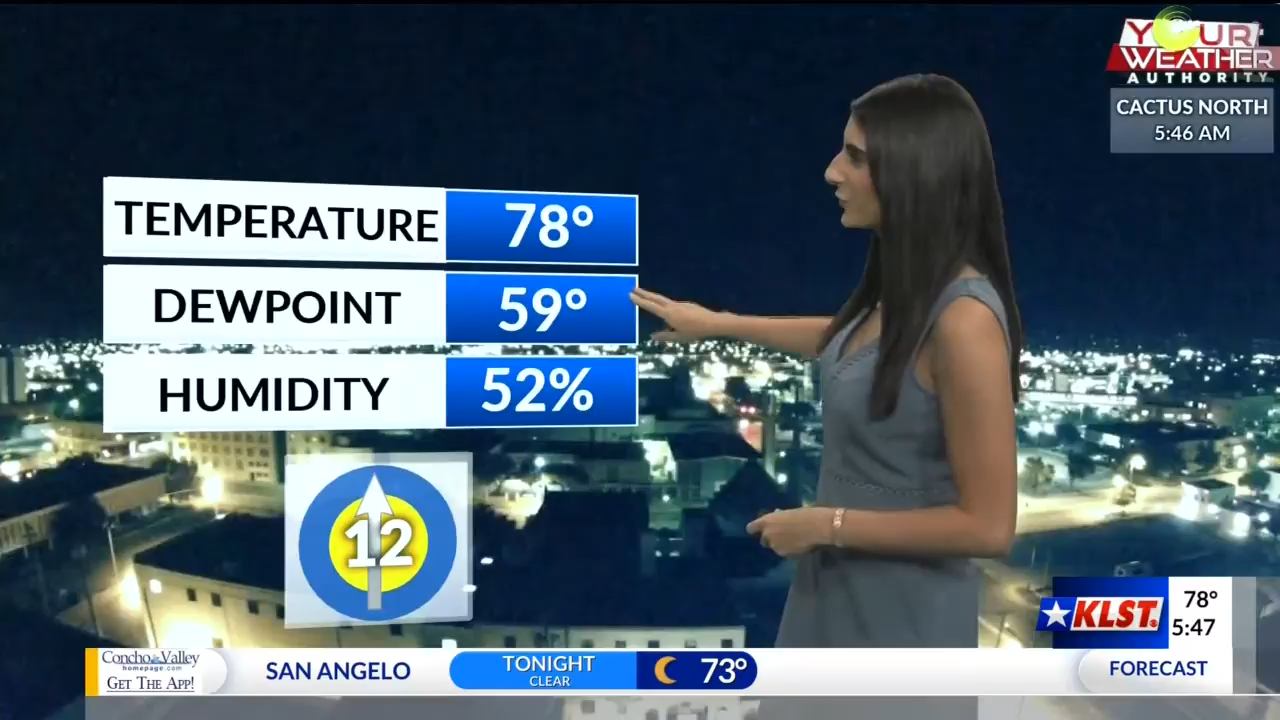 YOUR
WEATHER
AUTHORITY
CACTUS NORTH
5:46 AM
TEMPERATURE 78°
DEWPOINT 59°
HUMIDITY 52%
12
KLST
78°
5:47
Concho Valley
homepage.com
GET THE APP!
SAN ANGELO
TONIGHT
CLEAR
73°
FORECAST